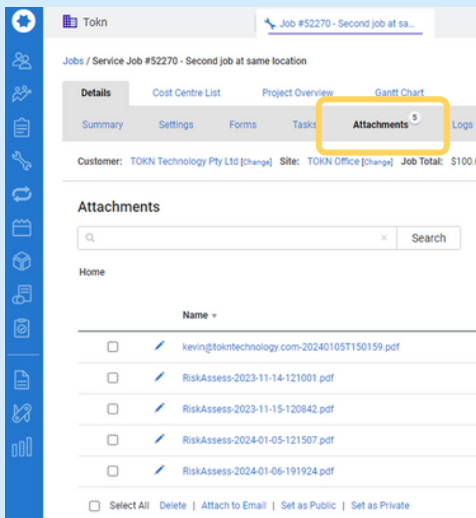 Tokn
Job #52270 - Second job at sa...
Jobs / Service Job #52270 - Second job at same location
Details Cost Centre List Project Overview Gantt Chart
Summary Settings Forms Tasks Attachments 5 Logs
Customer: TOKN Technology Pty Ltd [Change] Site: TOKN Office [Change] Job Total: $100.
Attachments
Search
Home
Name
kevin@tokntechnology.com-20240105T150159.pdf
RiskAssess-2023-11-14-121001.pdf
RiskAssess-2023-11-15-120842.pdf
RiskAssess-2024-01-05-121507.pdf
RiskAssess-2024-01-06-191924.pdf
Select All Delete | Attach to Email | Set as Public | Set as Private